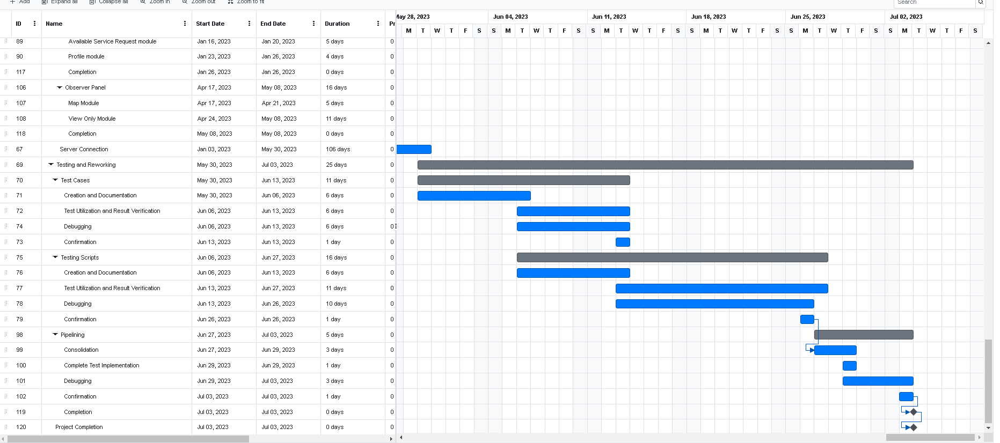 Add Expand all Collapse all Zoom in Zoom out Zoom to fit Search
ID Name Start Date End Date Duration Pr May 28, 2023 Jun 04, 2023 Jun 11, 2023 Jun 18, 2023 Jun 25, 2023 Jul 02, 2023
M T W T F S S M T W T F S S M T W T F S S M T W T F S S M T W T F S S M T W T F S
89 Available Service Request module Jan 16, 2023 Jan 20, 2023 5 days 0
90 Profile module Jan 23, 2023 Jan 26, 2023 4 days 0
117 Completion Jan 26, 2023 Jan 26, 2023 0 days 0
106 Observer Panel Apr 17, 2023 May 08, 2023 16 days 0
107 Map Module Apr 17, 2023 Apr 21, 2023 5 days 0
108 View Only Module Apr 24, 2023 May 08, 2023 11 days 0
118 Completion May 08, 2023 May 08, 2023 0 days 0
67 Server Connection Jan 03, 2023 May 30, 2023 106 days 0
69 Testing and Reworking May 30, 2023 Jul 03, 2023 25 days 0
70 Test Cases May 30, 2023 Jun 13, 2023 11 days 0
71 Creation and Documentation May 30, 2023 Jun 06, 2023 6 days 0
72 Test Utilization and Result Verification Jun 06, 2023 Jun 13, 2023 6 days 0
74 Debugging Jun 06, 2023 Jun 13, 2023 6 days 0
73 Confirmation Jun 13, 2023 Jun 13, 2023 1 day 0
75 Testing Scripts Jun 06, 2023 Jun 27, 2023 16 days 0
76 Creation and Documentation Jun 06, 2023 Jun 13, 2023 6 days 0
77 Test Utilization and Result Verification Jun 13, 2023 Jun 27, 2023 11 days 0
78 Debugging Jun 13, 2023 Jun 26, 2023 10 days 0
79 Confirmation Jun 26, 2023 Jun 26, 2023 1 day 0
98 Pipelining Jun 27, 2023 Jul 03, 2023 5 days 0
99 Consolidation Jun 27, 2023 Jun 29, 2023 3 days 0
100 Complete Test Implementation Jun 29, 2023 Jun 29, 2023 1 day 0
101 Debugging Jun 29, 2023 Jul 03, 2023 3 days 0
102 Confirmation Jul 03, 2023 Jul 03, 2023 1 day 0
119 Completion Jul 03, 2023 Jul 03, 2023 0 days 0
120 Project Completion Jul 03, 2023 Jul 03, 2023 0 days 0